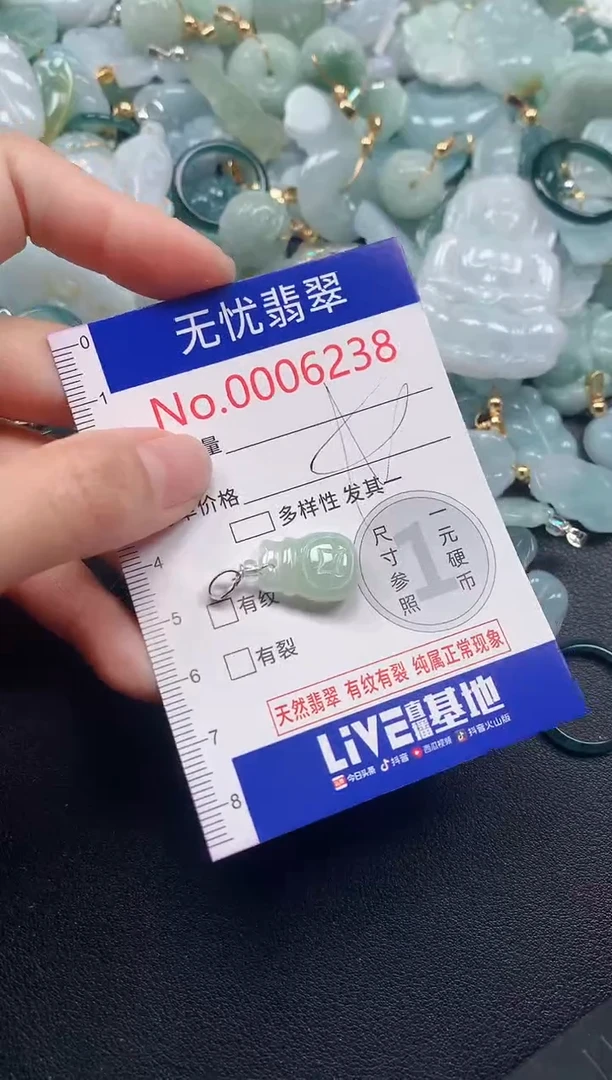 无忧翡翠
No.0006238
量
价格
多样性 发其一
有纹
有裂
尺寸参照
1
一元硬币
天然翡翠 有纹有裂 纯属正常现象
LiVE直播基地
今日头条 抖音 西瓜视频 抖音火山版
0
1
4
5
6
7
8